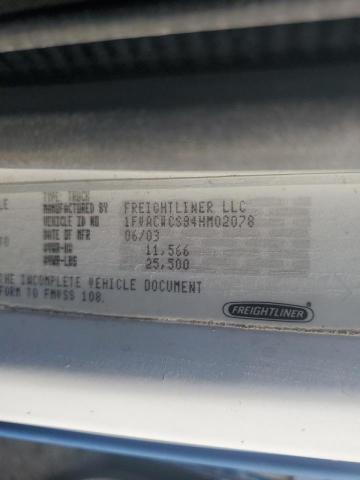 TYPE: TRUCK
MANUFACTURED BY FREIGHTLINER LLC
VEHICLE ID NO 1FVACWCS94HM02078
DATE OF MFR 06/03
GVWR-KG 11,566
GVWR-LBS 25,500
THE INCOMPLETE VEHICLE DOCUMENT
FORM TO FMVSS 108.
FREIGHTLINER